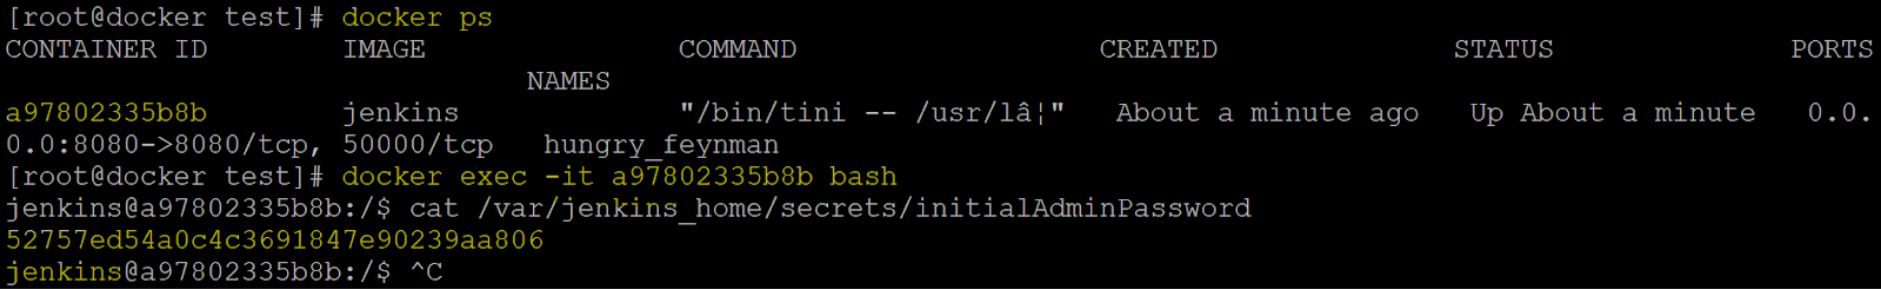 [root@docker test]# docker ps
CONTAINER ID        IMAGE               COMMAND                  CREATED              STATUS              PORTS
                               NAMES
a97802335b8b        jenkins             "/bin/tini -- /usr/lâ¦"   About a minute ago   Up About a minute   0.0.
0.0:8080->8080/tcp, 50000/tcp   hungry_feynman
[root@docker test]# docker exec -it a97802335b8b bash
jenkins@a97802335b8b:/$ cat /var/jenkins_home/secrets/initialAdminPassword
52757ed54a0c4c3691847e90239aa806
jenkins@a97802335b8b:/$ ^C